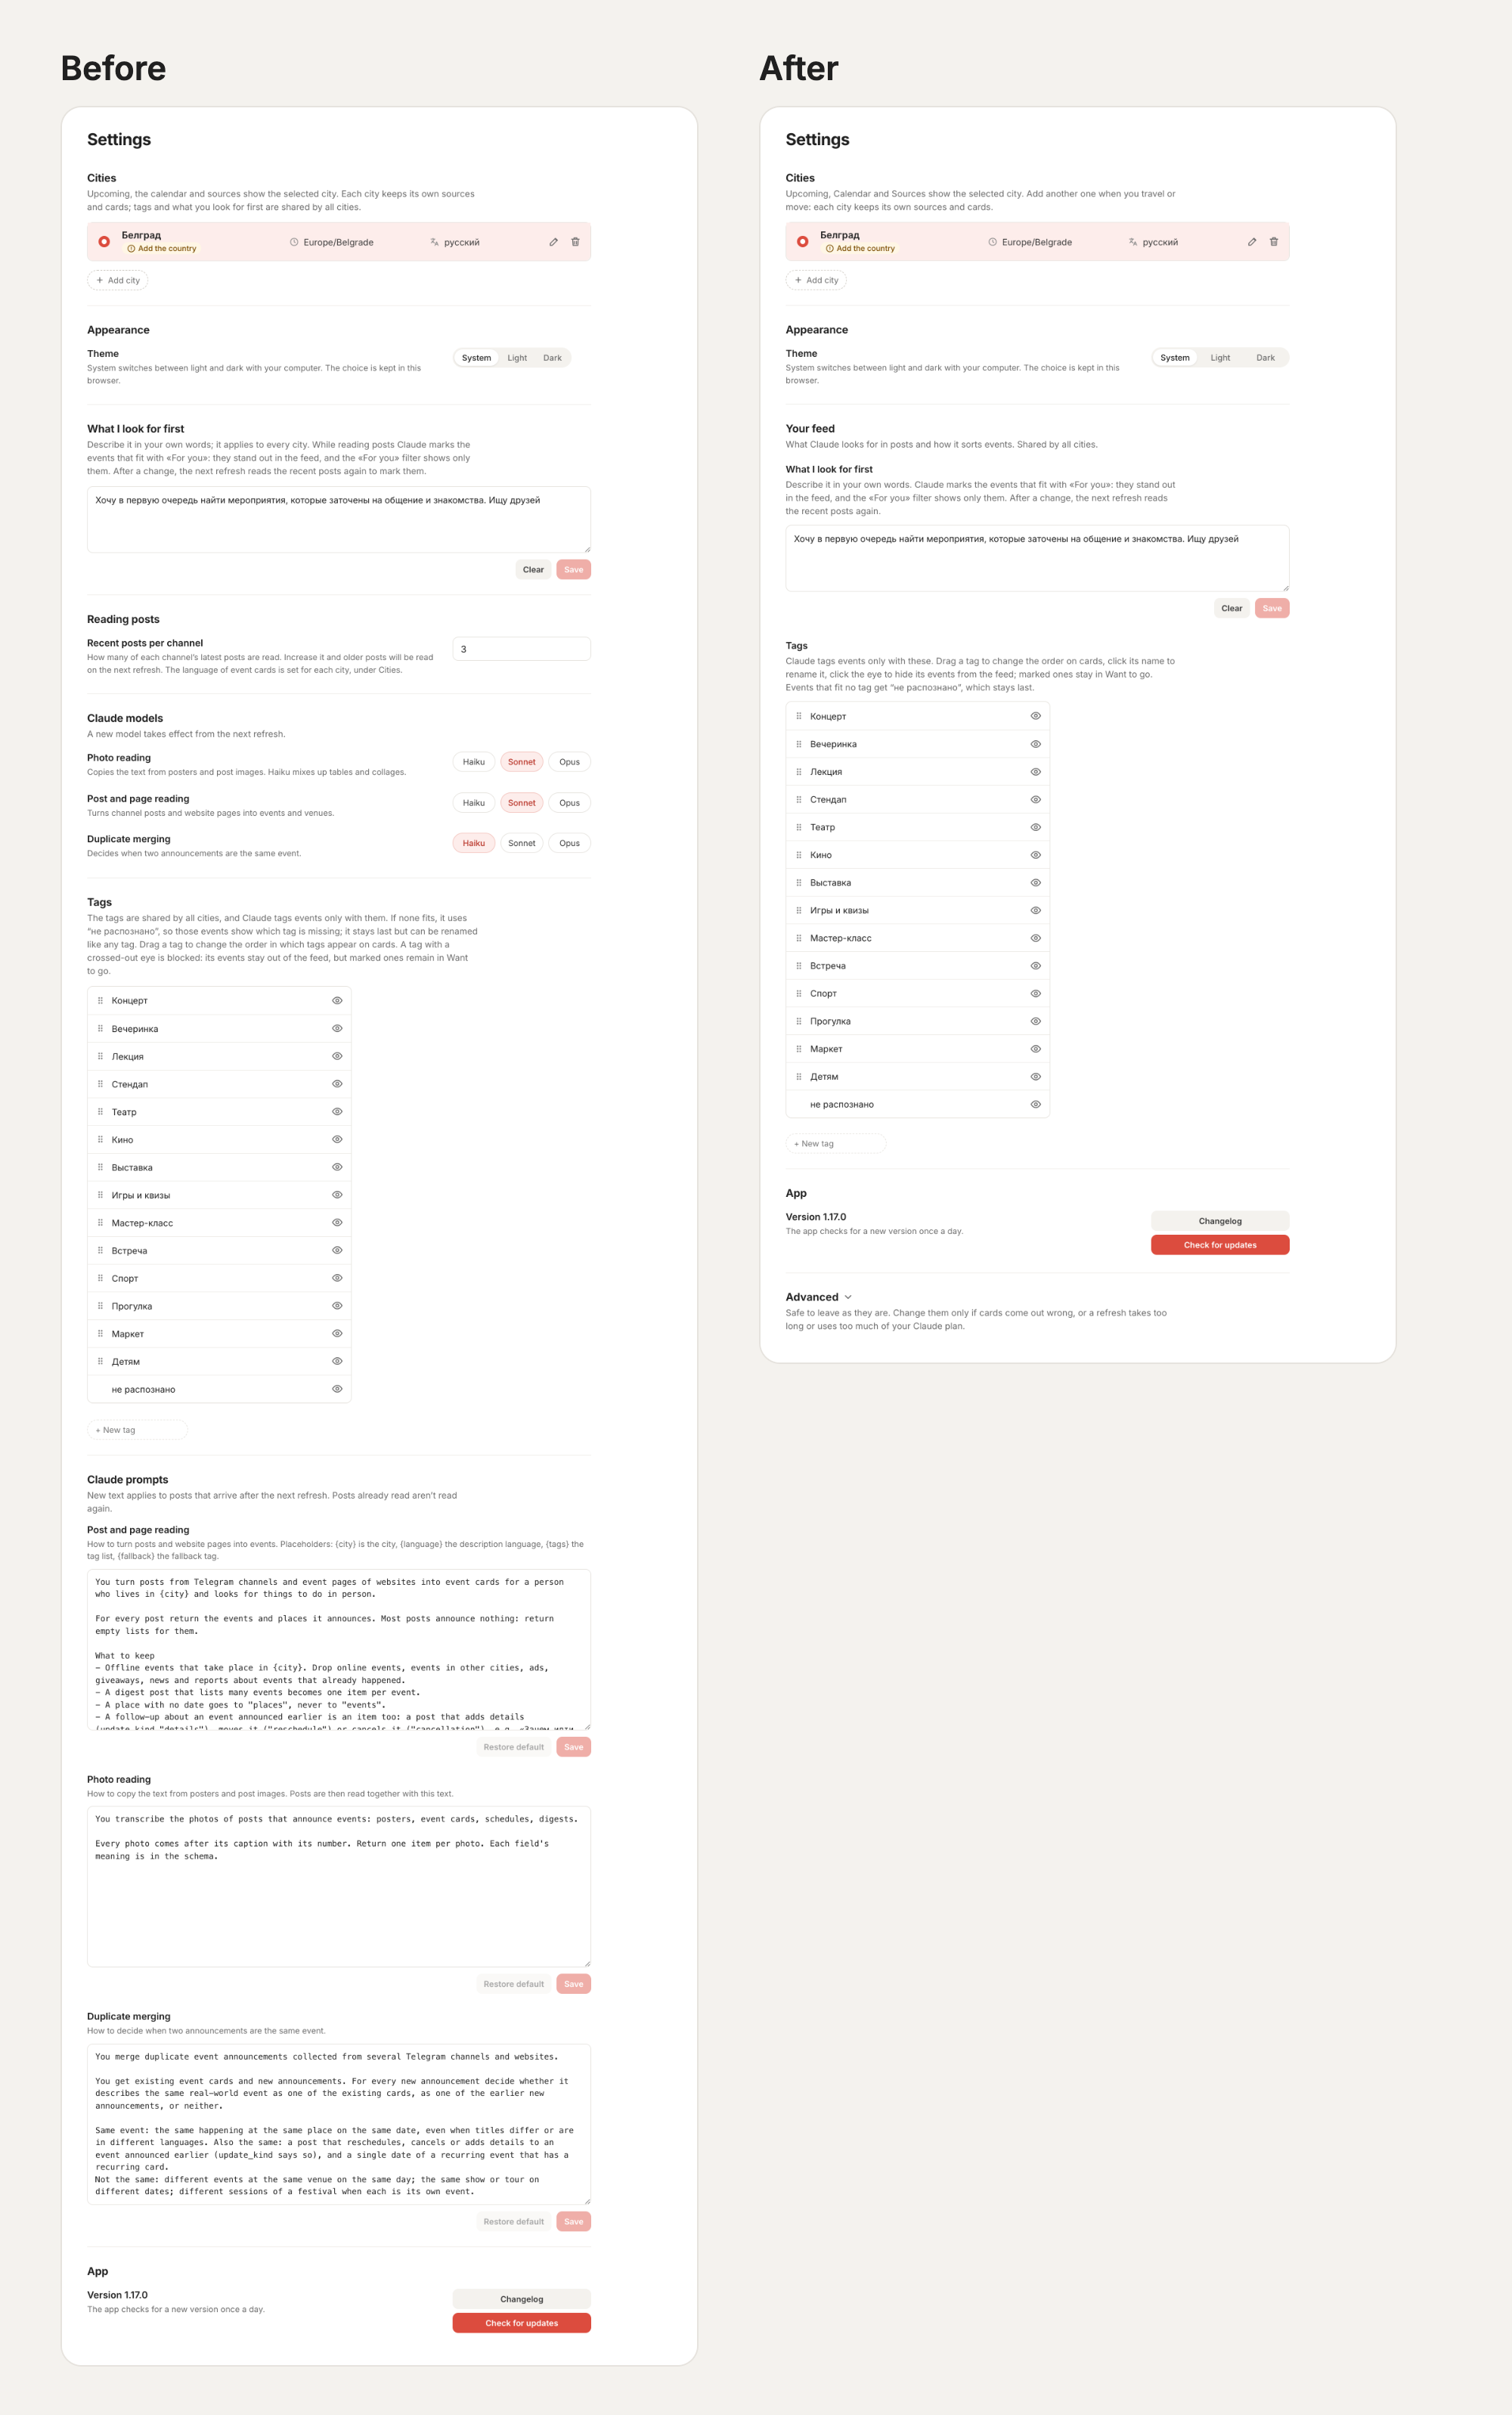 Before
Settings
Cities
Upcoming, the calendar and sources show the selected city. Each city keeps its own sources
and cards; tags and what you look for first are shared by all cities.
Белград
Add the country
Europe/Belgrade
русский
+ Add city
Appearance
Theme
System switches between light and dark with your computer. The choice is kept in this
browser.
System Light Dark
What I look for first
Describe it in your own words; it applies to every city. While reading posts Claude marks the
events that fit with «For you»: they stand out in the feed, and the «For you» filter shows only
them. After a change, the next refresh reads the recent posts again to mark them.
Хочу в первую очередь найти мероприятия, которые заточены на общение и знакомства. Ищу друзей
Clear Save
Reading posts
Recent posts per channel
How many of each channel's latest posts are read. Increase it and older posts will be read
on the next refresh. The language of event cards is set for each city, under Cities.
3
Claude models
A new model takes effect from the next refresh.
Photo reading
Copies the text from posters and post images. Haiku mixes up tables and collages.
Haiku Sonnet Opus
Post and page reading
Turns channel posts and website pages into events and venues.
Haiku Sonnet Opus
Duplicate merging
Decides when two announcements are the same event.
Haiku Sonnet Opus
Tags
The tags are shared by all cities, and Claude tags events only with them. If none fits, it uses
“не распознано”, so those events show which tag is missing; it stays last but can be renamed
like any tag. Drag a tag to change the order in which tags appear on cards. A tag with a
crossed-out eye is blocked: its events stay out of the feed, but marked ones remain in Want
to go.
Концерт
Вечеринка
Лекция
Стендап
Театр
Кино
Выставка
Игры и квизы
Мастер-класс
Встреча
Спорт
Прогулка
Маркет
Детям
не распознано
+ New tag
Claude prompts
New text applies to posts that arrive after the next refresh. Posts already read aren't read
again.
Post and page reading
How to turn posts and website pages into events. Placeholders: {city} is the city, {language} the description language, {tags} the
tag list, {fallback} the fallback tag.
You turn posts from Telegram channels and event pages of websites into event cards for a person
who lives in {city} and looks for things to do in person.
For every post return the events and places it announces. Most posts announce nothing: return
empty lists for them.
What to keep
- Offline events that take place in {city}. Drop online events, events in other cities, ads,
giveaways, news and reports about events that already happened.
- A digest post that lists many events becomes one item per event.
- A place with no date goes to "places", never to "events".
- A follow-up about an event announced earlier is an item too: a post that adds details
(update_kind "details"), moves it ("reschedule") or cancels it ("cancellation"), e.g. «Зачем идти
Restore default Save
Photo reading
How to copy the text from posters and post images. Posts are then read together with this text.
You transcribe the photos of posts that announce events: posters, event cards, schedules, digests.
Every photo comes after its caption with its number. Return one item per photo. Each field's
meaning is in the schema.
Restore default Save
Duplicate merging
How to decide when two announcements are the same event.
You merge duplicate event announcements collected from several Telegram channels and websites.
You get existing event cards and new announcements. For every new announcement decide whether it
describes the same real-world event as one of the existing cards, as one of the earlier new
announcements, or neither.
Same event: the same happening at the same place on the same date, even when titles differ or are
in different languages. Also the same: a post that reschedules, cancels or adds details to an
event announced earlier (update_kind says so), and a single date of a recurring event that has a
recurring card.
Not the same: different events at the same venue on the same day; the same show or tour on
different dates; different sessions of a festival when each is its own event.
Restore default Save
App
Version 1.17.0
The app checks for a new version once a day.
Changelog
Check for updates
After
Settings
Cities
Upcoming, Calendar and Sources show the selected city. Add another one when you travel or
move: each city keeps its own sources and cards.
Белград
Add the country
Europe/Belgrade
русский
+ Add city
Appearance
Theme
System switches between light and dark with your computer. The choice is kept in this
browser.
System Light Dark
Your feed
What Claude looks for in posts and how it sorts events. Shared by all cities.
What I look for first
Describe it in your own words. Claude marks the events that fit with «For you»: they stand out
in the feed, and the «For you» filter shows only them. After a change, the next refresh reads
the recent posts again.
Хочу в первую очередь найти мероприятия, которые заточены на общение и знакомства. Ищу друзей
Clear Save
Tags
Claude tags events only with these. Drag a tag to change the order on cards, click its name to
rename it, click the eye to hide its events from the feed; marked ones stay in Want to go.
Events that fit no tag get “не распознано”, which stays last.
Концерт
Вечеринка
Лекция
Стендап
Театр
Кино
Выставка
Игры и квизы
Мастер-класс
Встреча
Спорт
Прогулка
Маркет
Детям
не распознано
+ New tag
App
Version 1.17.0
The app checks for a new version once a day.
Changelog
Check for updates
Advanced
Safe to leave as they are. Change them only if cards come out wrong, or a refresh takes too
long or uses too much of your Claude plan.